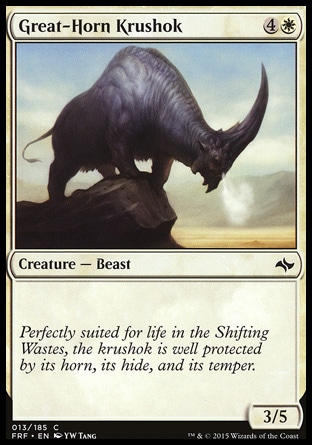 Great-Horn Krushok 4
Creature — Beast
Perfectly suited for life in the Shifting
Wastes, the krushok is well protected
by its horn, its hide, and its temper.
3/5
013/185 C
FRF • EN YW Tang
™ & © 2015 Wizards of the Coast